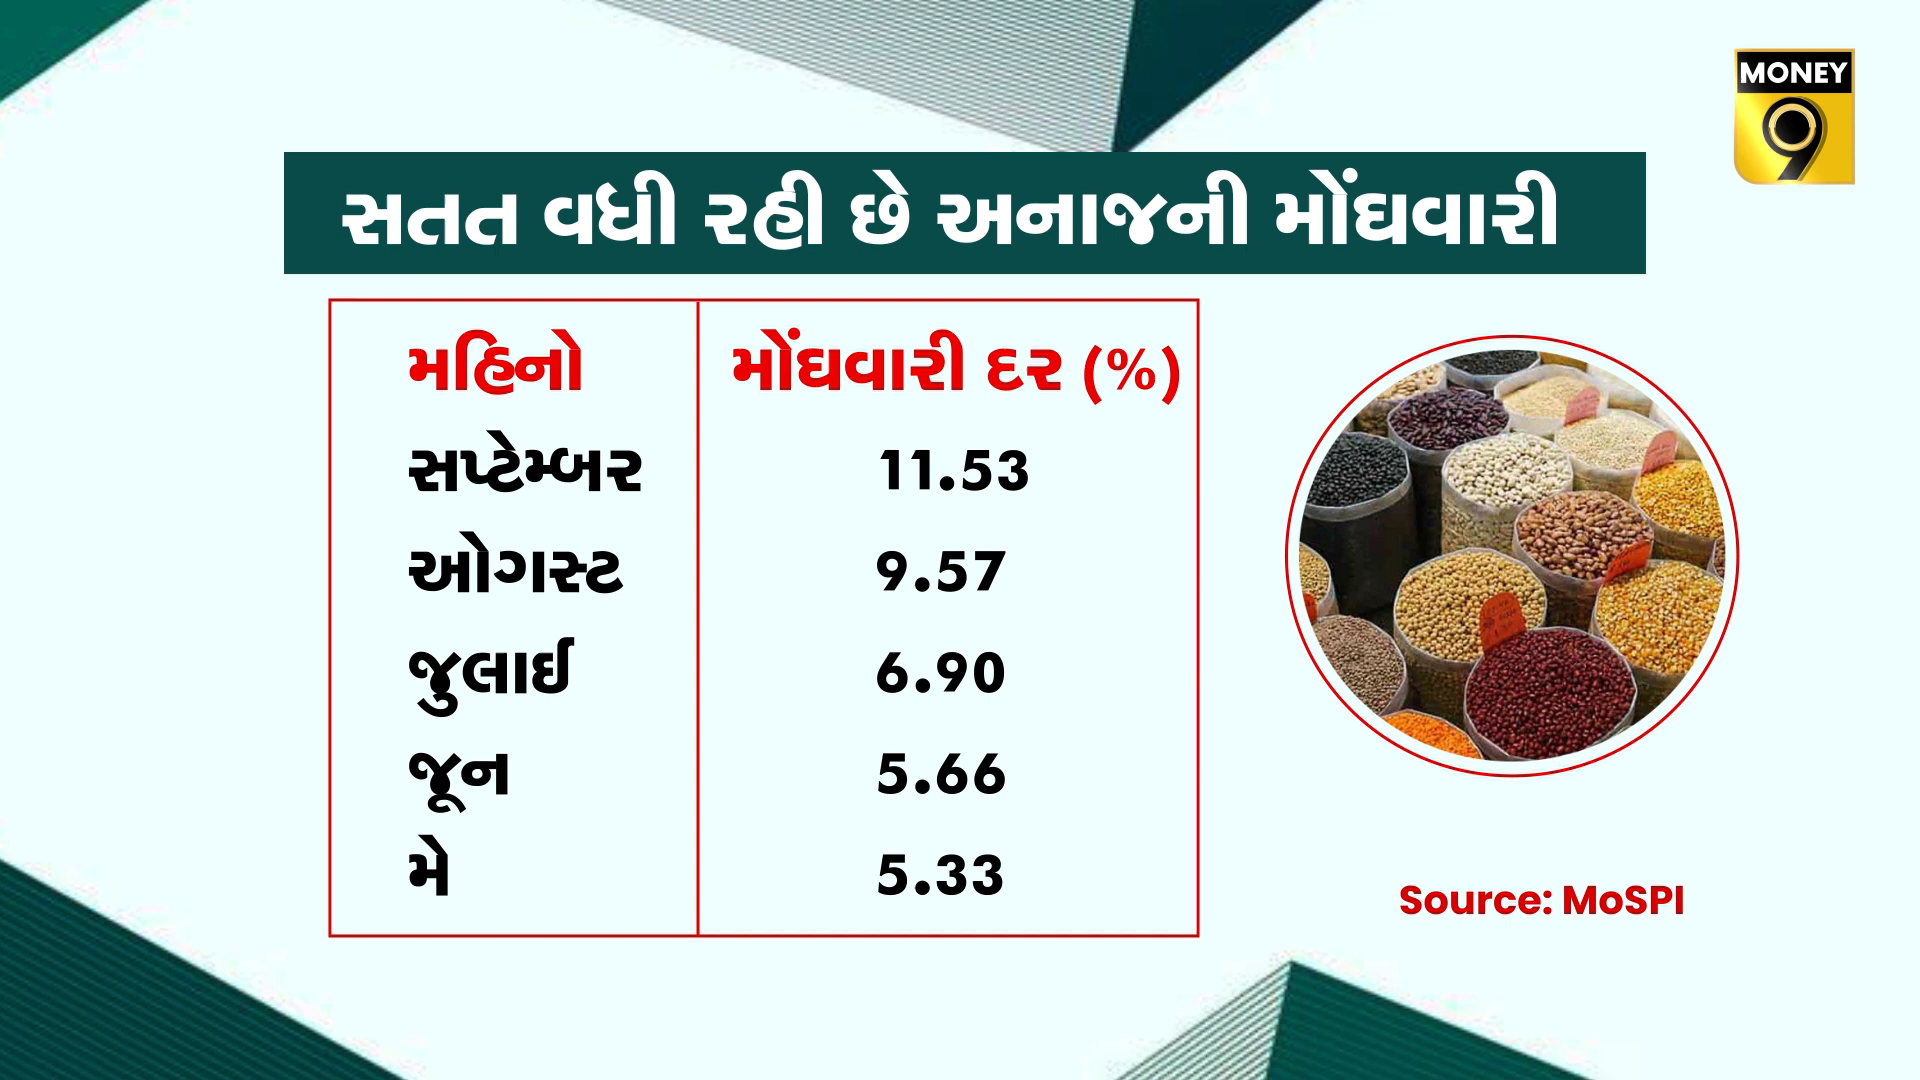 MONEY
9
સતત વધી રહી છે અનાજની મોંઘવારી
મહિનો મોંઘવારી દર (%)
સપ્ટેમ્બર 11.53
ઓગસ્ટ 9.57
જુલાઈ 6.90
જૂન 5.66
મે 5.33
Source: MoSPI